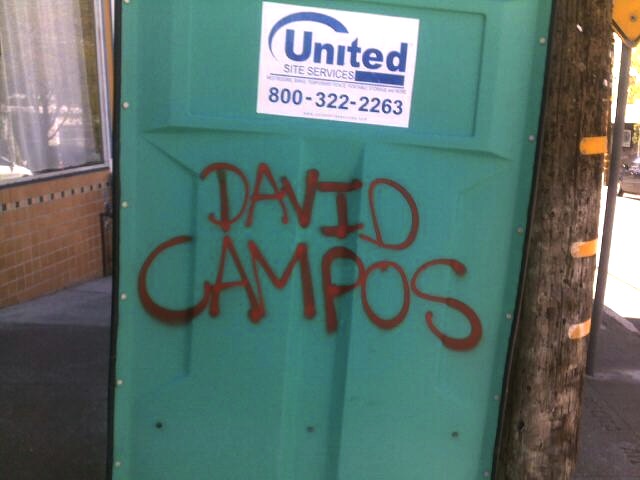 United
SITE SERVICES
800-322-2263
DAVID
CAMPOS